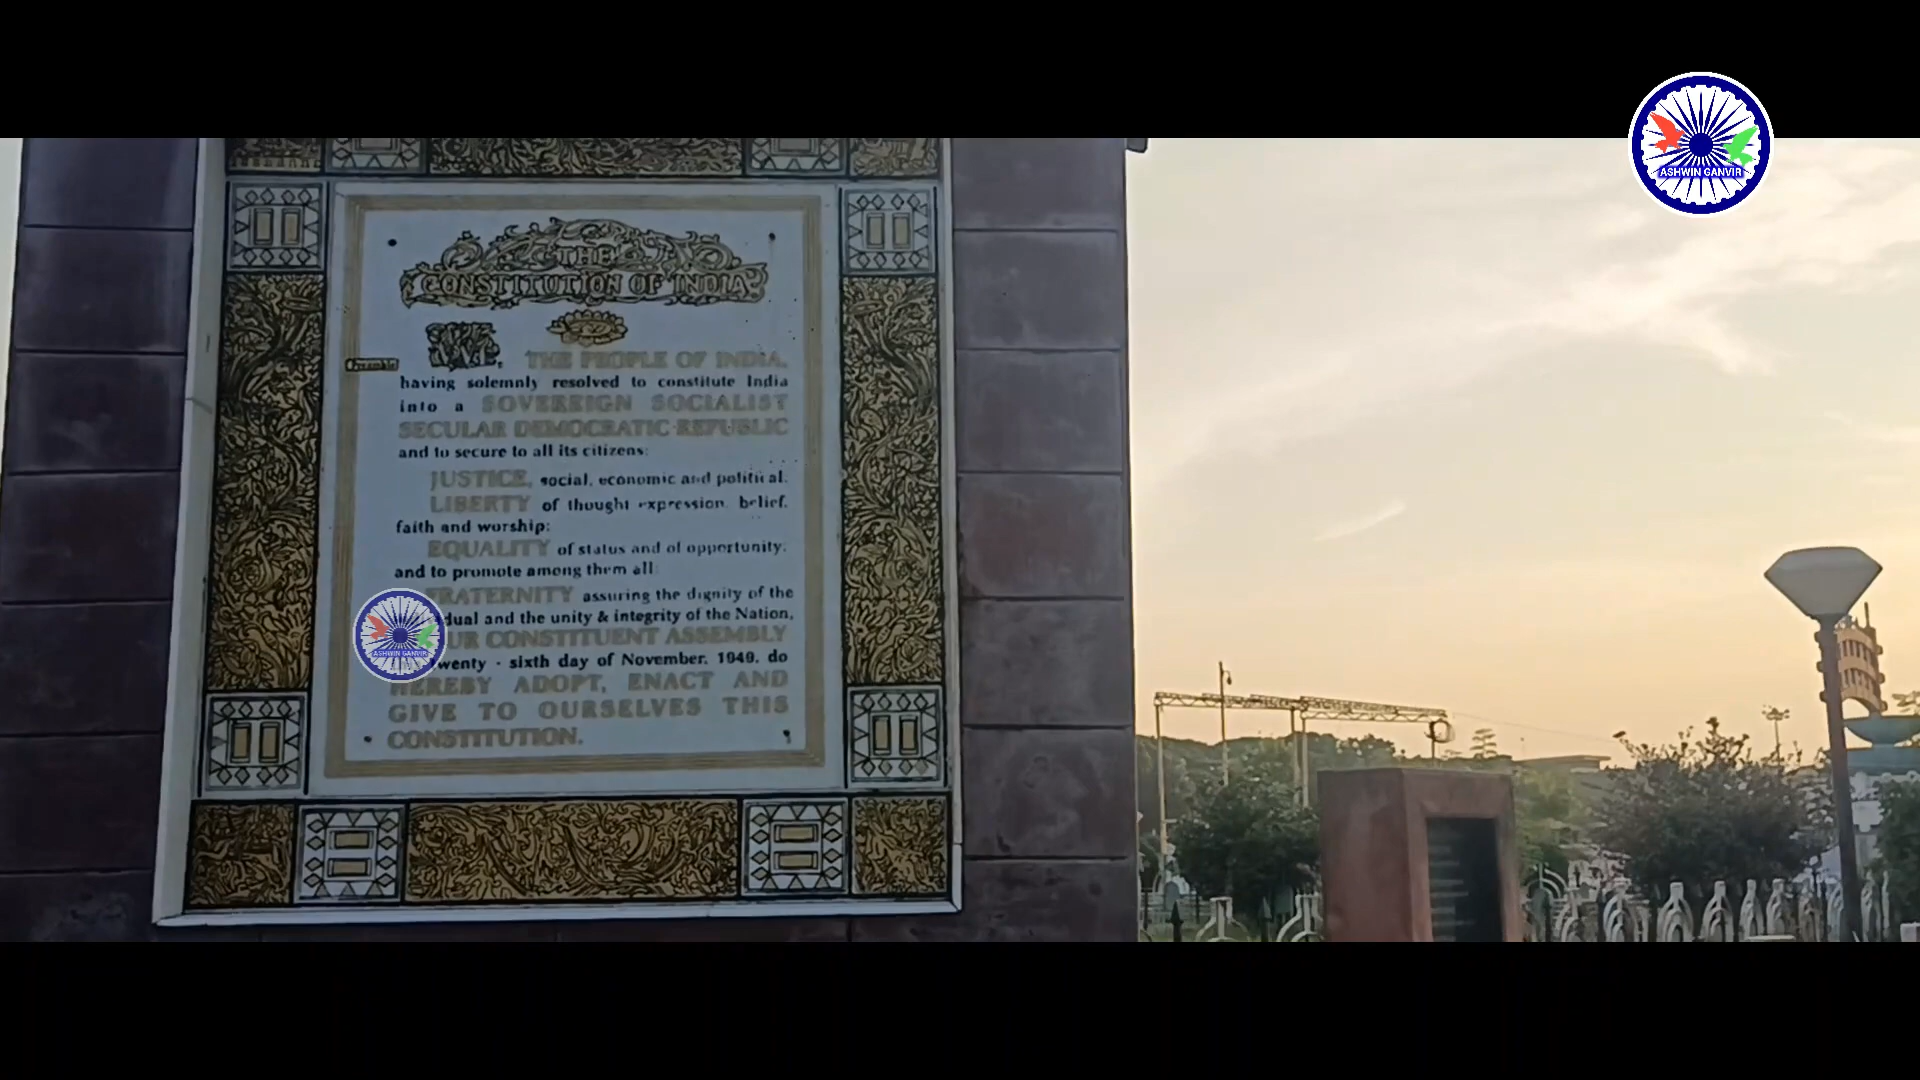 ASHWIN GANVIR
THE
CONSTITUTION OF INDIA
Preamble
WE, THE PEOPLE OF INDIA,
having solemnly resolved to constitute India
into a SOVEREIGN SOCIALIST
SECULAR DEMOCRATIC REPUBLIC
and to secure to all its citizens:
JUSTICE, social, economic and political.
LIBERTY of thought expression, belief,
faith and worship;
EQUALITY of status and of opportunity;
and to promote among them all:
FRATERNITY assuring the dignity of the
dual and the unity & integrity of the Nation,
UR CONSTITUENT ASSEMBLY
wenty - sixth day of November, 1949, do
HEREBY ADOPT, ENACT AND
GIVE TO OURSELVES THIS
CONSTITUTION.
ASHWIN GANVIR